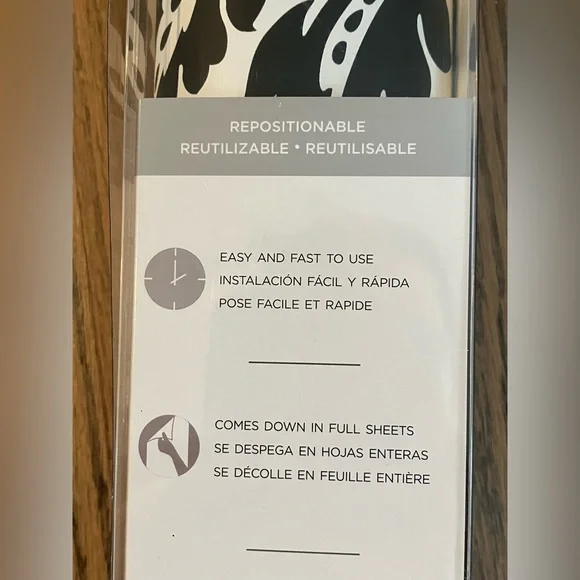 REPOSITIONABLE
REUTILIZABLE • REUTILISABLE
EASY AND FAST TO USE
INSTALACIÓN FÁCIL Y RÁPIDA
POSE FACILE ET RAPIDE
COMES DOWN IN FULL SHEETS
SE DESPEGA EN HOJAS ENTERAS
SE DÉCOLLE EN FEUILLE ENTIÈRE